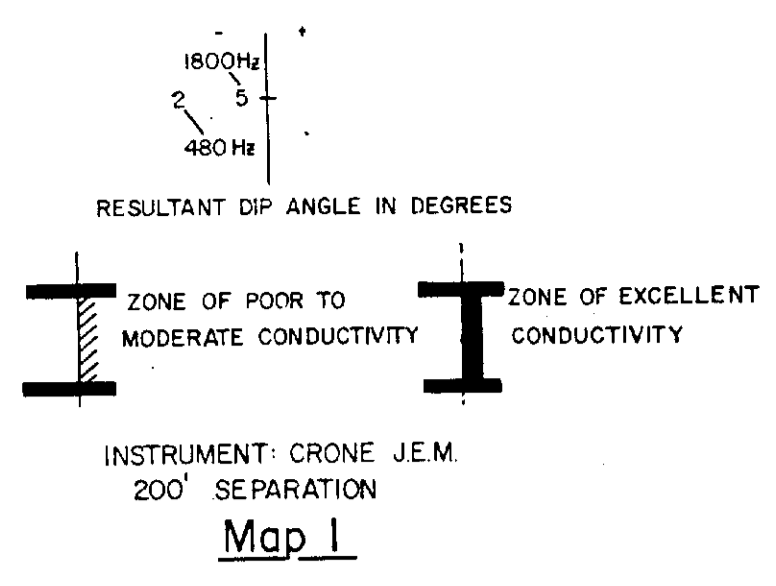 - +
1800Hz
2 5
480 Hz
RESULTANT DIP ANGLE IN DEGREES
ZONE OF POOR TO
MODERATE CONDUCTIVITY
ZONE OF EXCELLENT
CONDUCTIVITY
INSTRUMENT: CRONE J.E.M.
200' SEPARATION
Map 1